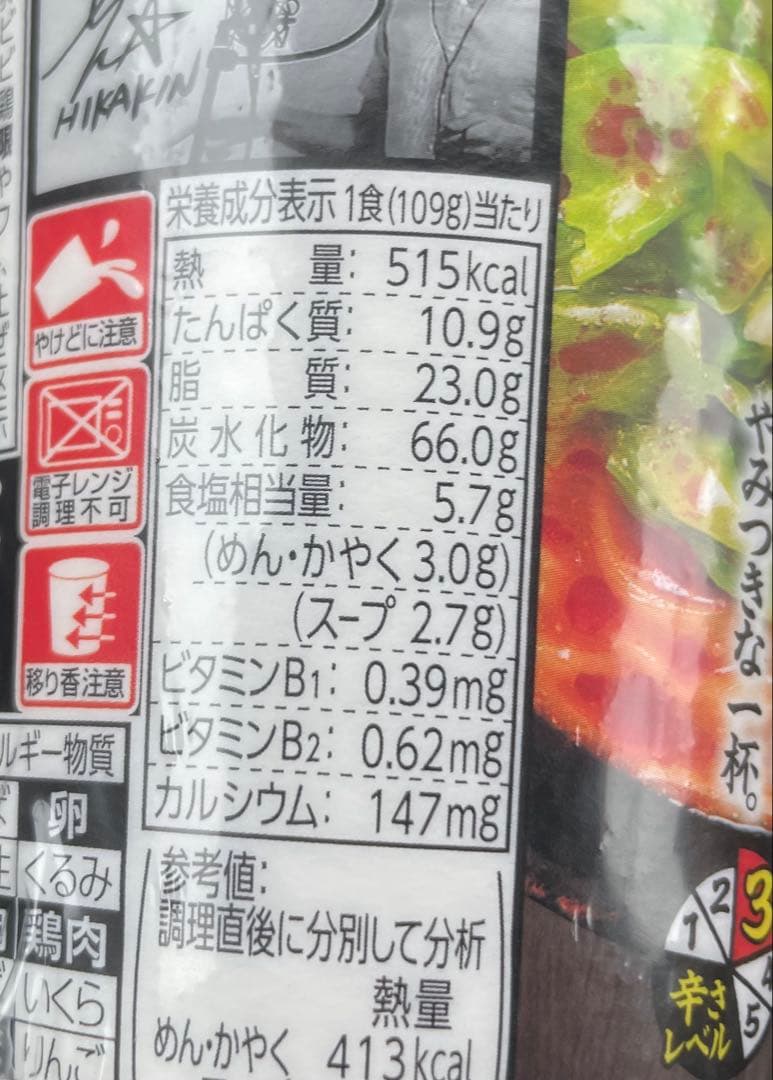 HIKAKIN
栄養成分表示 1食(109g)当たり
熱量: 515kcal
たんぱく質: 10.9g
脂質: 23.0g
炭水化物: 66.0g
食塩相当量: 5.7g
(めん・かやく 3.0g)
(スープ 2.7g)
ビタミンB1: 0.39mg
ビタミンB2: 0.62mg
カルシウム: 147mg
参考値:
調理直後に分別して分析
熱量
めん・かやく 413kcal
やけどに注意
電子レンジ
調理不可
移り香注意
ルギー物質
卵
くるみ
鶏肉
いくら
りんご
やみつきな一杯。
1 2 3 4 5
辛さ
レベル